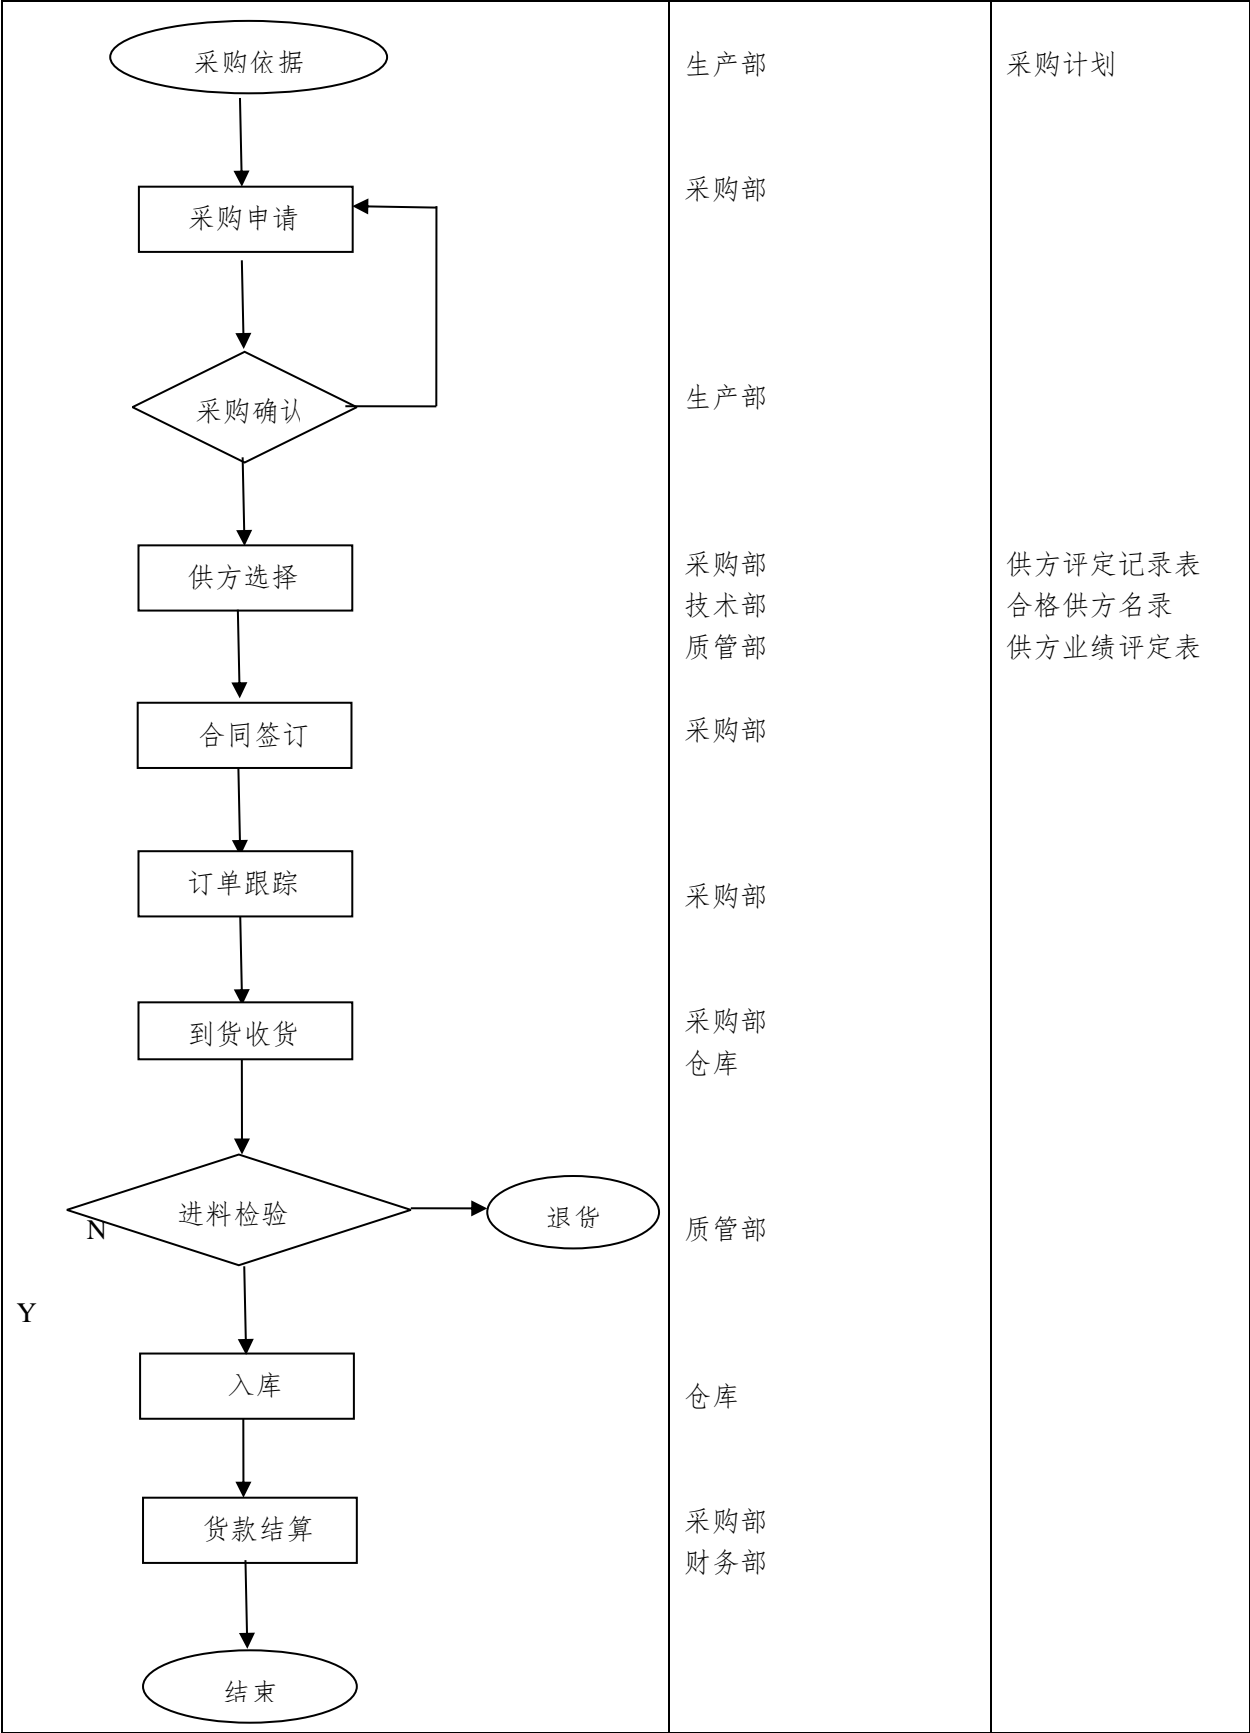 采购依据
生产部
采购计划
采购部
采购申请
生产部
采购确认
供方选择
采购部
供方评定记录表
技术部
合格供方名录
质管部
供方业绩评定表
合同签订
采购部
订单跟踪
采购部
到货收货
采购部
仓库
进料检验
退货
N
质管部
Y
入库
仓库
货款结算
采购部
财务部
结束